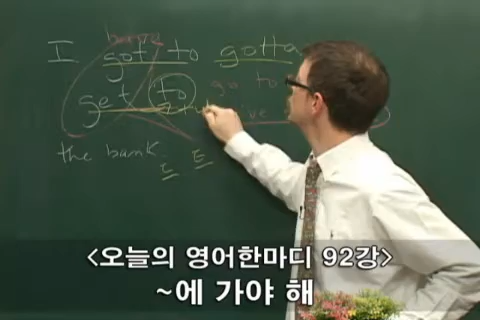 I got to gotta
get to go to
the bank.
E E
<오늘의 영어한마디 92강>
~에 가야 해